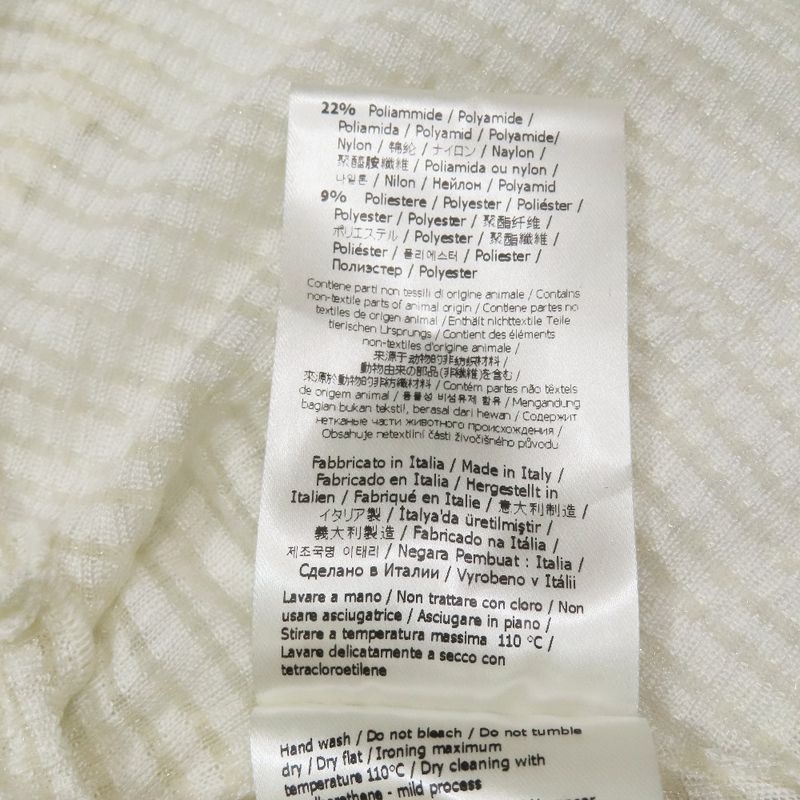 22% Poliammide / Polyamide /
Poliamida / Polyamid / Polyamide/
Nylon / 锦纶 / ナイロン / Naylon /
聚醯胺纖維 / Poliamida ou nylon /
나일론 / Nilon / Нейлон / Polyamid
9% Poliestere / Polyester / Poliéster /
Polyester / Polyester / 聚酯纤维 /
ポリエステル / Polyester / 聚酯纖維 /
Poliéster / 폴리에스터 / Poliester /
Полиэстер / Polyester
Contiene parti non tessili di origine animale / Contains
non-textile parts of animal origin / Contiene partes no
textiles de origen animal / Enthält nichttextile Teile
tierischen Ursprungs / Contient des éléments
non-textiles d'origine animale /
来源于动物的非纺织材料 /
動物由来の部品(非繊維)を含む /
來源於動物的非紡織材料 / Contém partes não têxteis
de origem animal / 동물성 비섬유제 함유 / Mengandung
bagian bukan tekstil, berasal dari hewan / Содержит
нетканые части животного происхождения /
Obsahuje netextilní části živočišného původu
Fabbricato in Italia / Made in Italy /
Fabricado en Italia / Hergestellt in
Italien / Fabriqué en Italie / 意大利制造 /
イタリア製 / İtalya'da üretilmiştir /
義大利製造 / Fabricado na Itália /
제조국명 이태리 / Negara Pembuat : Italia /
Сделано в Италии / Vyrobeno v Itálii
Lavare a mano / Non trattare con cloro / Non
usare asciugatrice / Asciugare in piano /
Stirare a temperatura massima 110 °C /
Lavare delicatamente a secco con
tetracloroetilene
Hand wash / Do not bleach / Do not tumble
dry / Dry flat / Ironing maximum
temperature 110°C / Dry cleaning with
- mild process